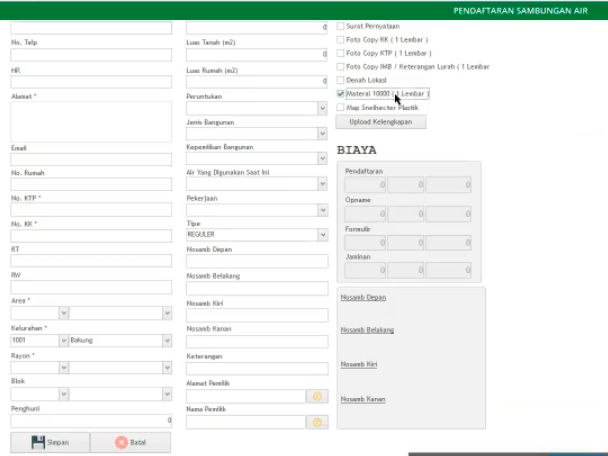 PENDAFTARAN SAMBUNGAN AIR
No. Telp
HP.
Alamat *
Email
No. Rumah
No. KTP *
No. KK *
RT
RW
Area *
Kelurahan *
1001 Bakung
Rayon *
Blok
Penghuni
0
Simpan Batal
0
Luas Tanah (m2)
0
Luas Rumah (m2)
0
Peruntukan
Jenis Bangunan
Kepemilikan Bangunan
Air Yang Digunakan Saat Ini
Pekerjaan
Tipe
REGULER
Nosamb Depan
Nosamb Belakang
Nosamb Kiri
Nosamb Kanan
Keterangan
Alamat Pemilik
Nama Pemilik
Surat Pernyataan
Foto Copy KK ( 1 Lembar )
Foto Copy KTP ( 1 Lembar )
Foto Copy IMB / Keterangan Lurah ( 1 Lembar
Denah Lokasi
Materai 10000 ( 1 Lembar )
Map Snelhecter Plastik
Upload Kelengkapan
BIAYA
Pendaftaran
0 0 0
Opname
0 0 0
Formulir
0 0 0
Jaminan
0 0 0
Nosamb Depan
Nosamb Belakang
Nosamb Kiri
Nosamb Kanan